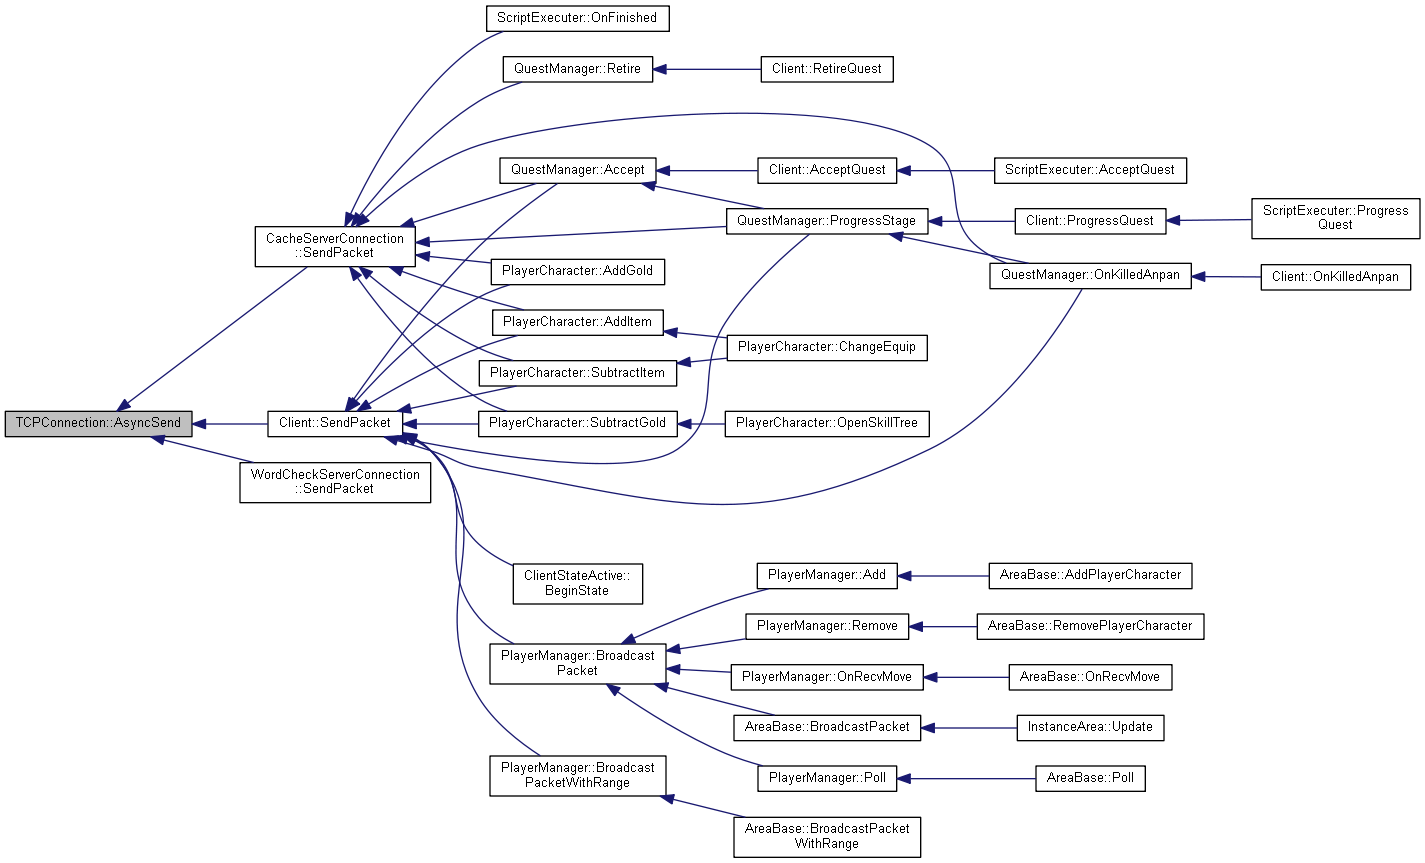 ScriptExecuter::OnFinished
QuestManager::Retire
Client::RetireQuest
QuestManager::Accept
Client::AcceptQuest
ScriptExecuter::AcceptQuest
QuestManager::ProgressStage
Client::ProgressQuest
ScriptExecuter::Progress
Quest
CacheServerConnection
::SendPacket
PlayerCharacter::AddGold
QuestManager::OnKilledAnpan
Client::OnKilledAnpan
PlayerCharacter::AddItem
PlayerCharacter::ChangeEquip
PlayerCharacter::SubtractItem
TCPConnection::AsyncSend
Client::SendPacket
PlayerCharacter::SubtractGold
PlayerCharacter::OpenSkillTree
WordCheckServerConnection
::SendPacket
ClientStateActive::
BeginState
PlayerManager::Add
AreaBase::AddPlayerCharacter
PlayerManager::Remove
AreaBase::RemovePlayerCharacter
PlayerManager::Broadcast
Packet
PlayerManager::OnRecvMove
AreaBase::OnRecvMove
AreaBase::BroadcastPacket
InstanceArea::Update
PlayerManager::Broadcast
PacketWithRange
PlayerManager::Poll
AreaBase::Poll
AreaBase::BroadcastPacket
WithRange